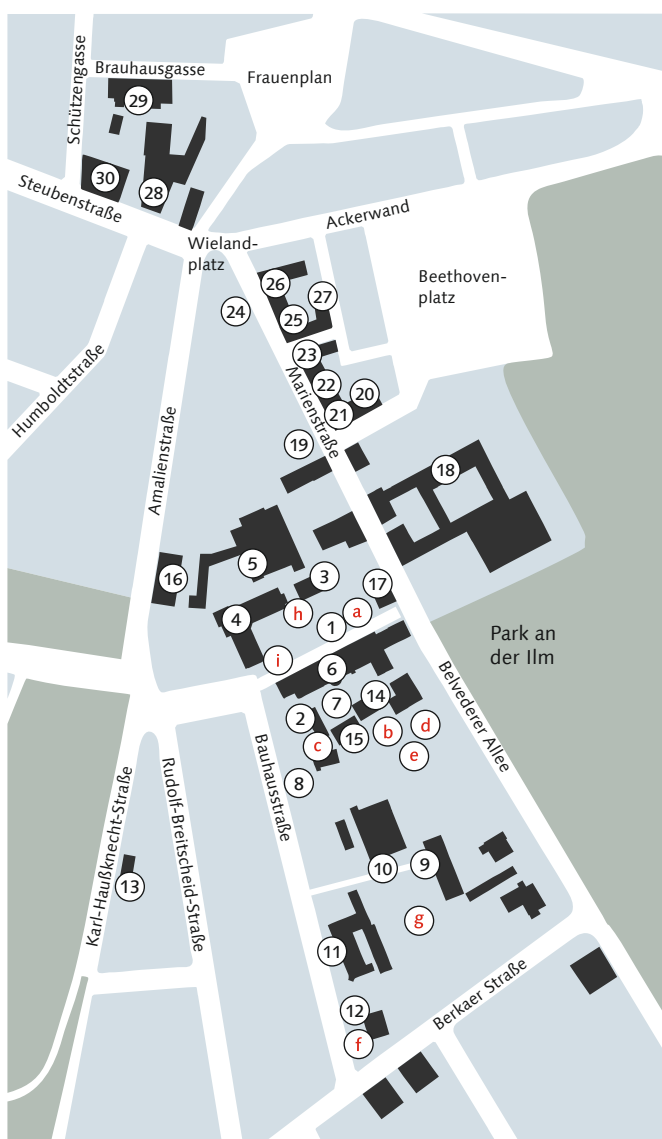 Brauhausgasse
Frauenplan
Schützengasse
29
30
28
Steubenstraße
Ackerwand
Wieland-
platz
Beethoven-
platz
26
27
24
25
23
22
20
21
Marienstraße
Humboldtstraße
Amalienstraße
19
18
5
16
3
17
h
a
4
1
i
Park an
der Ilm
6
14
7
2
d
b
15
c
e
Belvederer Allee
8
Bauhausstraße
Karl-Haußknecht-Straße
Rudolf-Breitscheid-Straße
10
9
13
g
11
12
f
Berkaer Straße